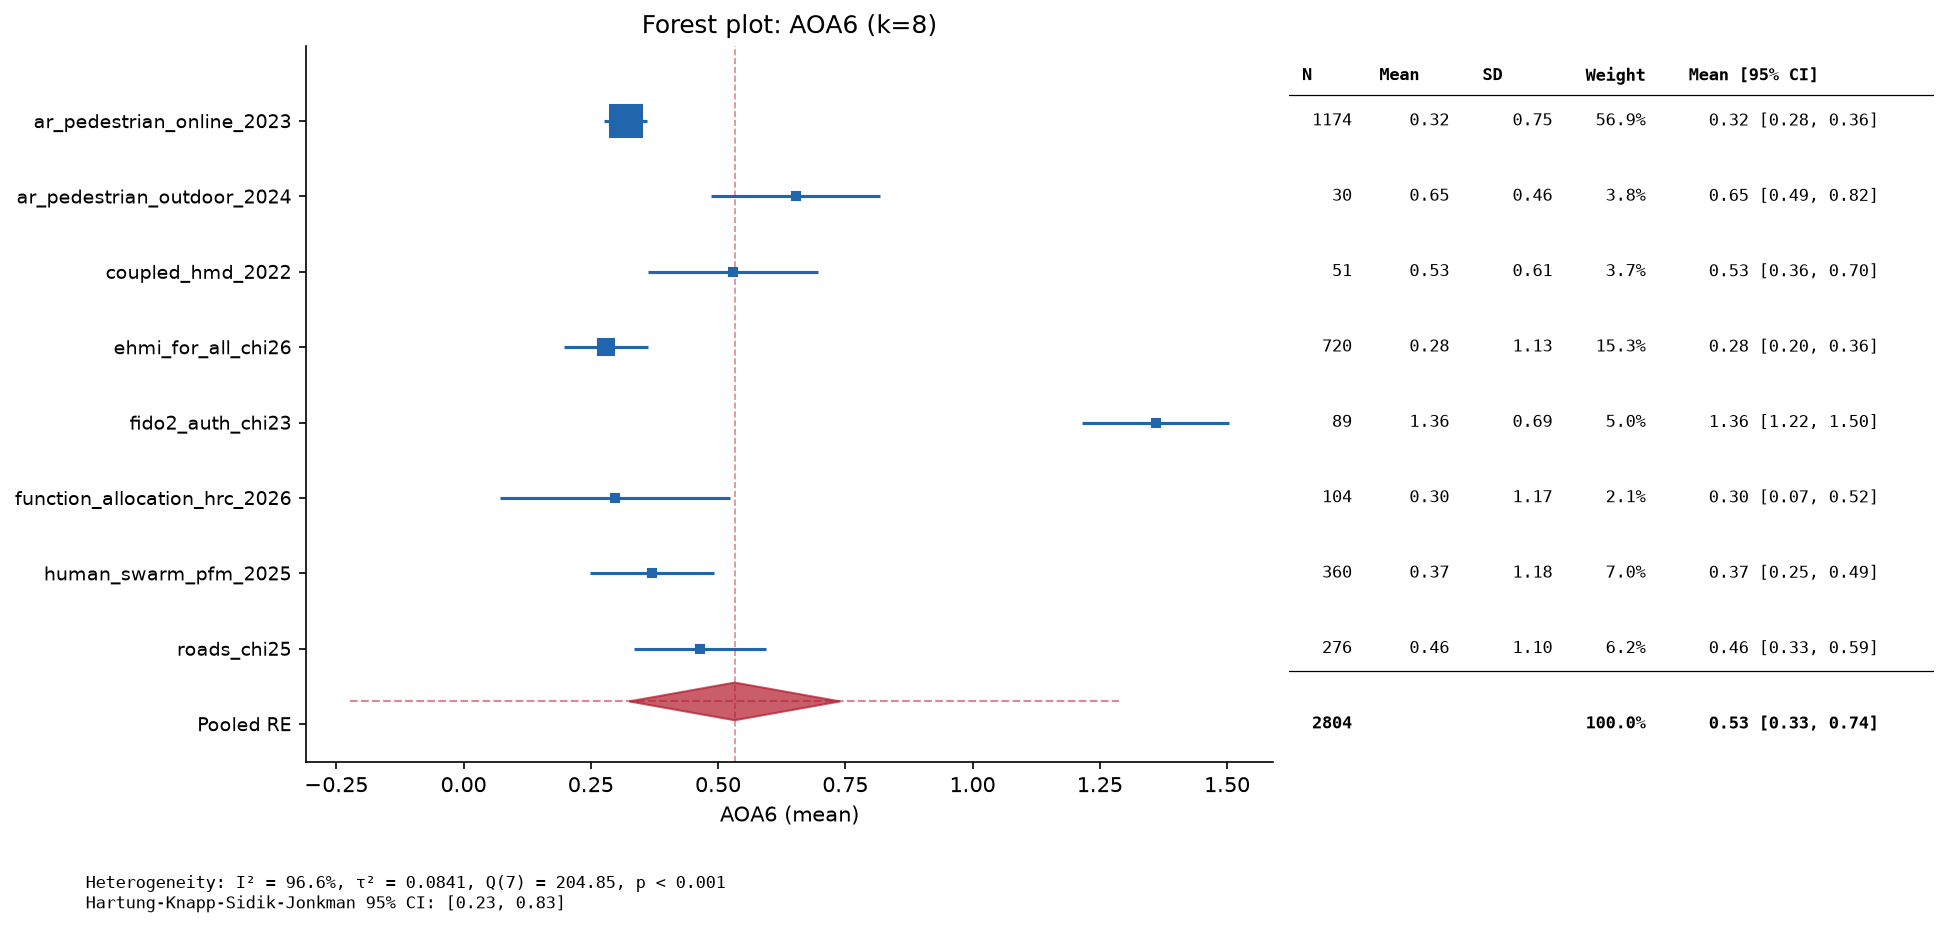 Forest plot: AOA6 (k=8)
N Mean SD Weight Mean [95% CI]
ar_pedestrian_online_2023 1174 0.32 0.75 56.9% 0.32 [0.28, 0.36]
ar_pedestrian_outdoor_2024 30 0.65 0.46 3.8% 0.65 [0.49, 0.82]
coupled_hmd_2022 51 0.53 0.61 3.7% 0.53 [0.36, 0.70]
ehmi_for_all_chi26 720 0.28 1.13 15.3% 0.28 [0.20, 0.36]
fido2_auth_chi23 89 1.36 0.69 5.0% 1.36 [1.22, 1.50]
function_allocation_hrc_2026 104 0.30 1.17 2.1% 0.30 [0.07, 0.52]
human_swarm_pfm_2025 360 0.37 1.18 7.0% 0.37 [0.25, 0.49]
roads_chi25 276 0.46 1.10 6.2% 0.46 [0.33, 0.59]
Pooled RE 2804 100.0% 0.53 [0.33, 0.74]
−0.25 0.00 0.25 0.50 0.75 1.00 1.25 1.50
AOA6 (mean)
Heterogeneity: I² = 96.6%, τ² = 0.0841, Q(7) = 204.85, p < 0.001
Hartung-Knapp-Sidik-Jonkman 95% CI: [0.23, 0.83]